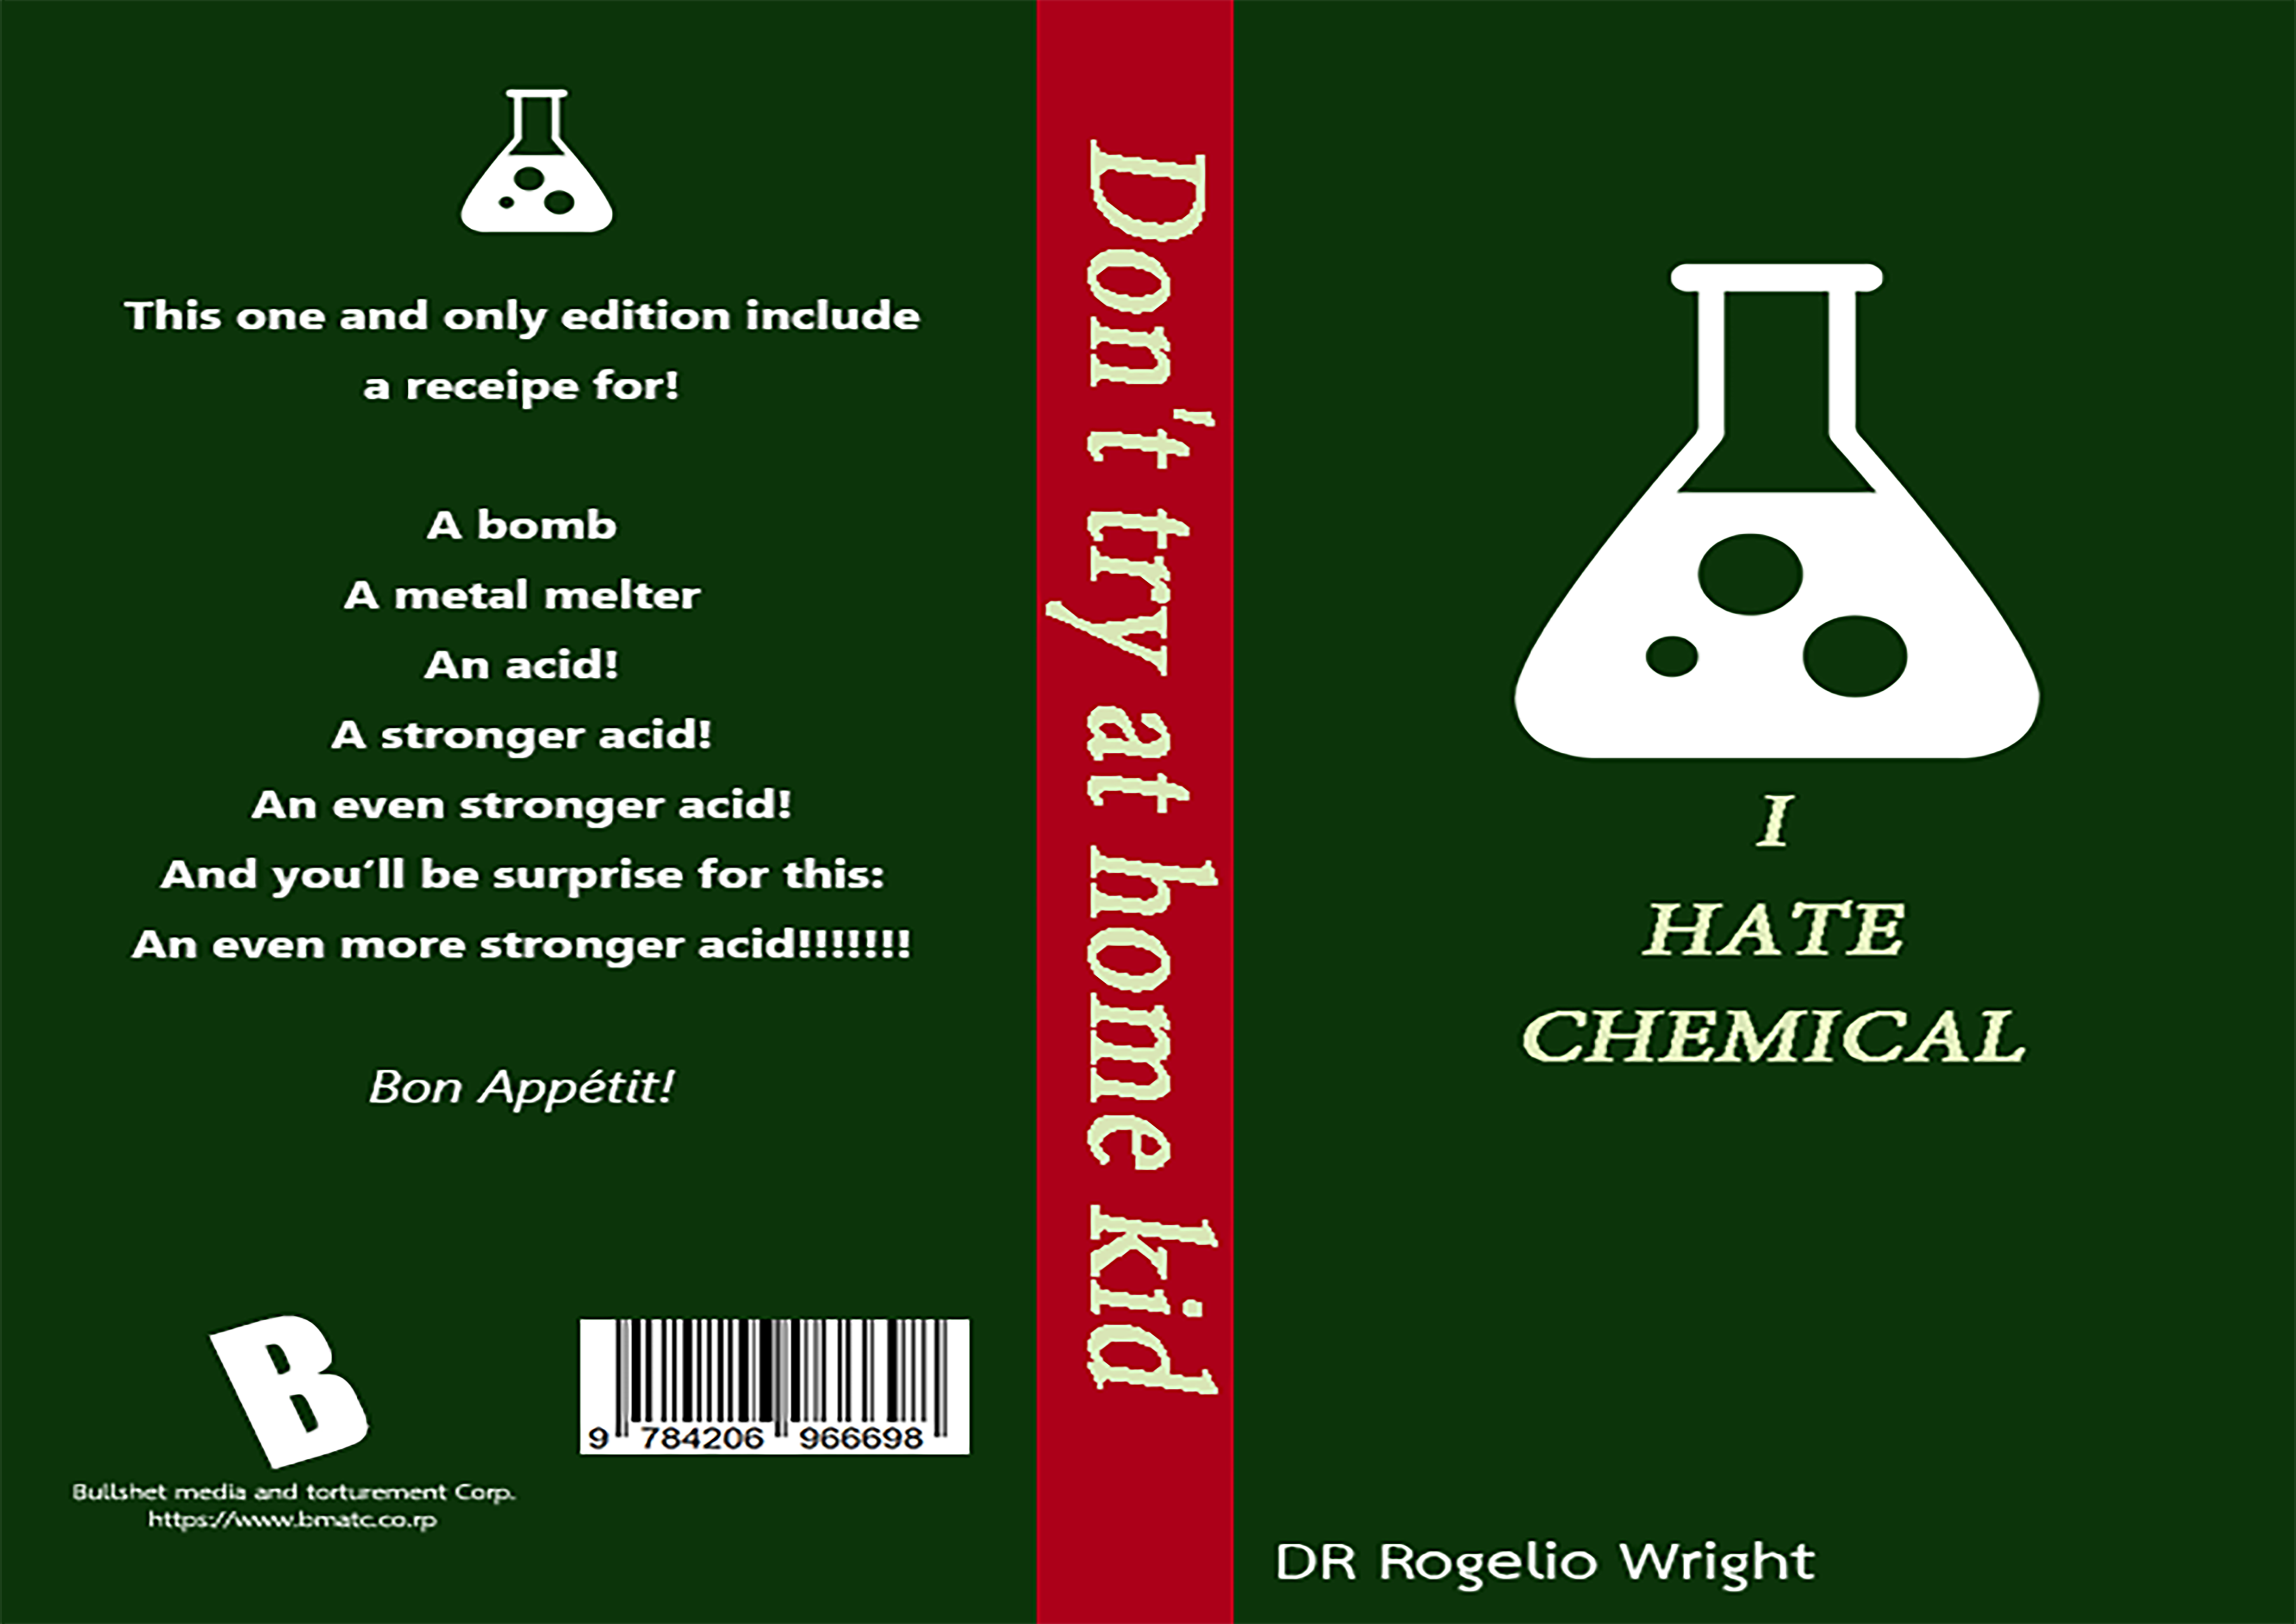 This one and only edition include
a receipe for!
A bomb
A metal melter
An acid!
A stronger acid!
An even stronger acid!
And you´ll be surprise for this:
An even more stronger acid!!!!!!!
Bon Appétit!
B
Bullshet media and torturement Corp.
https://www.bmatc.co.rp
9 784206 966698
Don't try at home kid
I
HATE
CHEMICAL
DR Rogelio Wright